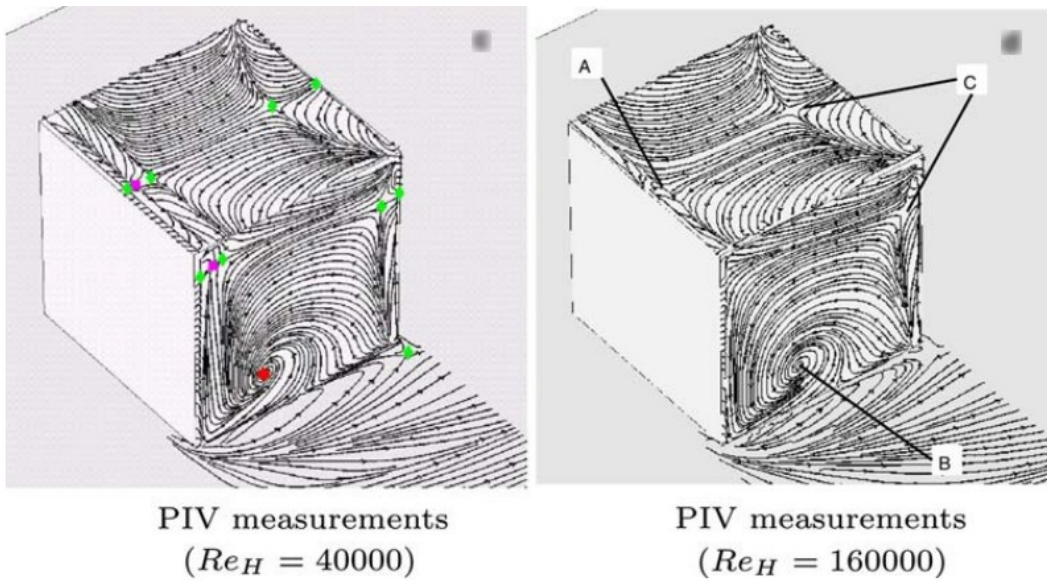 A
C
B
PIV measurements
(Re_H = 40000)
PIV measurements
(Re_H = 160000)